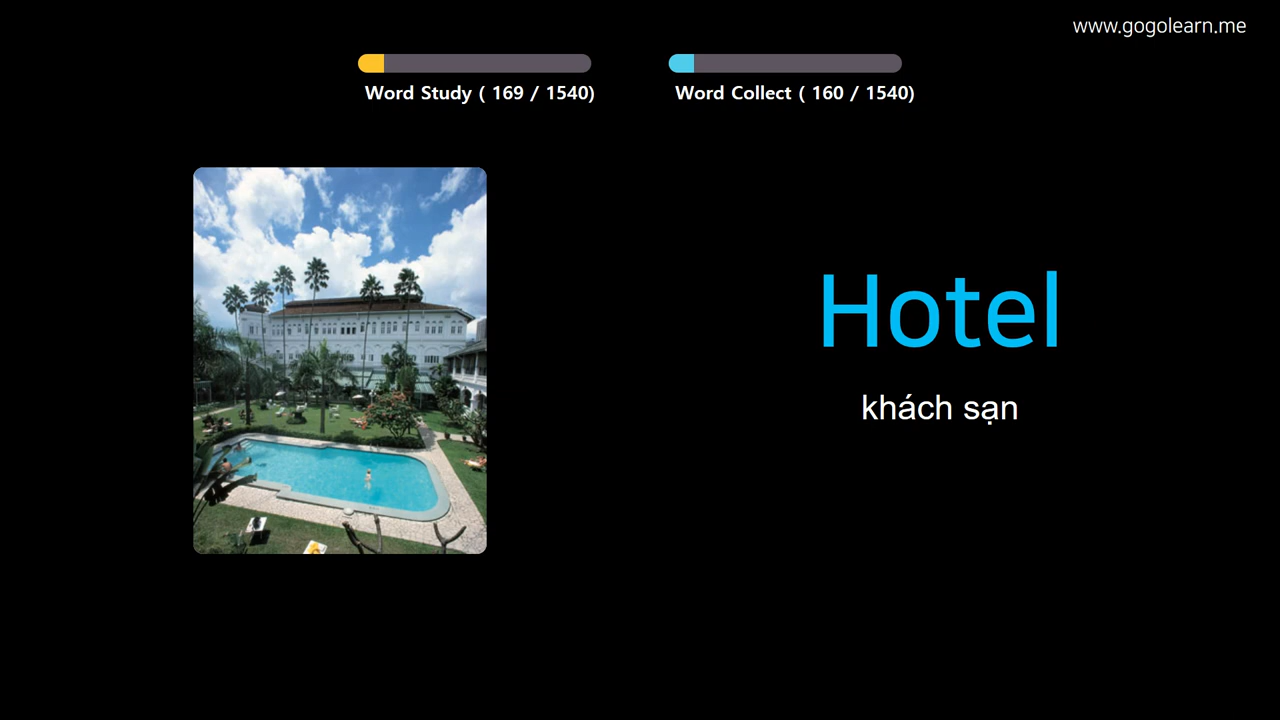 www.gogolearn.me
Word Study ( 169 / 1540)
Word Collect ( 160 / 1540)
Hotel
khách sạn